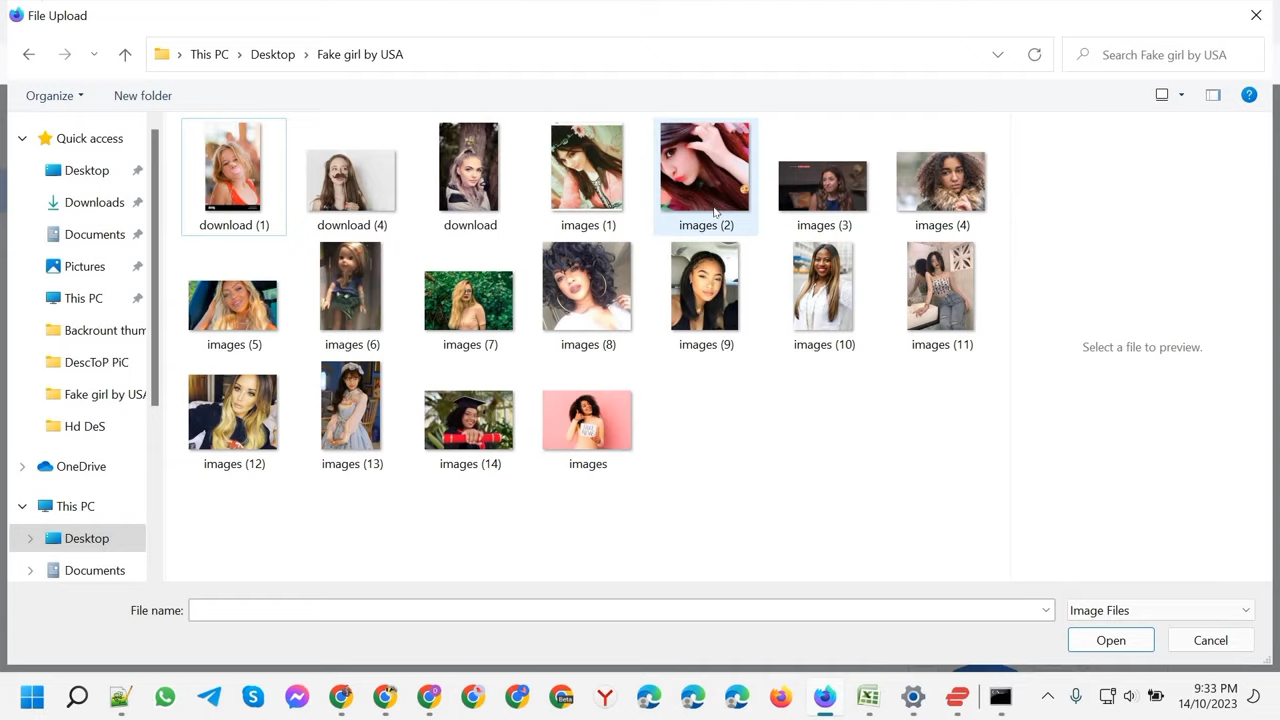 File Upload
This PC
Desktop
Fake girl by USA
Search Fake girl by USA
Organize
New folder
Quick access
Desktop
Downloads
Documents
Pictures
This PC
Backrount thum
DescToP PiC
Fake girl by USA
Hd DeS
OneDrive
This PC
Desktop
Documents
download (1)
download (4)
download
images (1)
images (2)
images (3)
images (4)
images (5)
images (6)
images (7)
images (8)
images (9)
images (10)
images (11)
images (12)
images (13)
images (14)
images
Select a file to preview.
File name:
Image Files
Open
Cancel
Beta
9:33 PM
14/10/2023